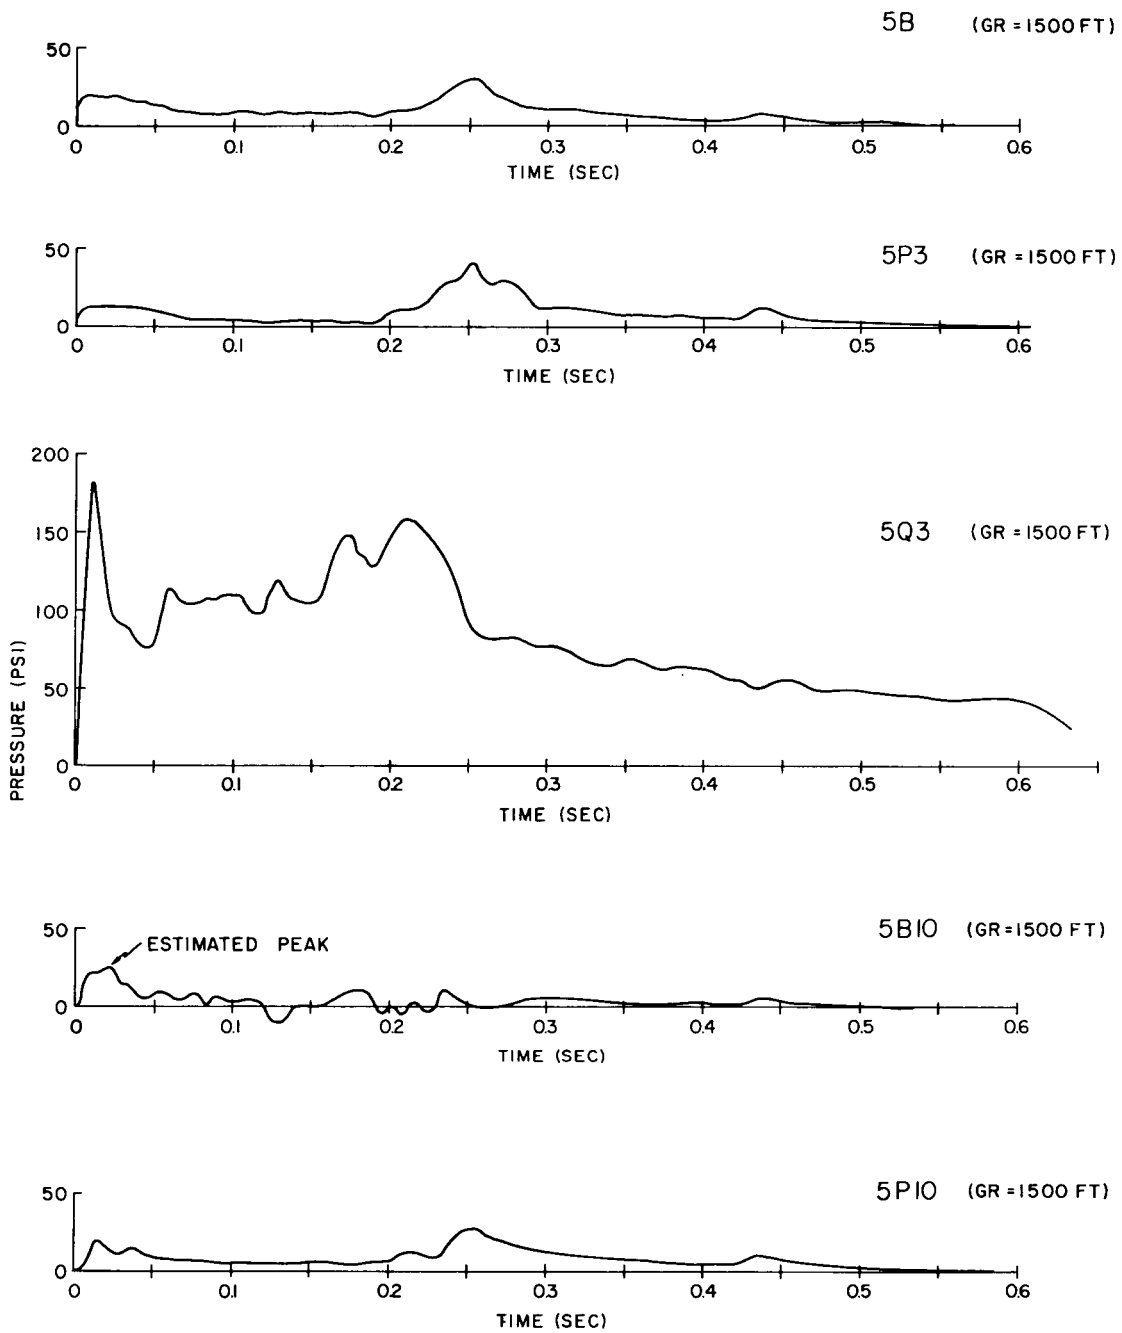 5B (GR = 1500 FT)
50
0
0 0.1 0.2 0.3 0.4 0.5 0.6
TIME (SEC)
5P3 (GR = 1500 FT)
50
0
0 0.1 0.2 0.3 0.4 0.5 0.6
TIME (SEC)
5Q3 (GR = 1500 FT)
200
150
100
50
0
PRESSURE (PSI)
0 0.1 0.2 0.3 0.4 0.5 0.6
TIME (SEC)
5B10 (GR = 1500 FT)
50
ESTIMATED PEAK
0
0 0.1 0.2 0.3 0.4 0.5 0.6
TIME (SEC)
5P10 (GR = 1500 FT)
50
0
0 0.1 0.2 0.3 0.4 0.5 0.6
TIME (SEC)